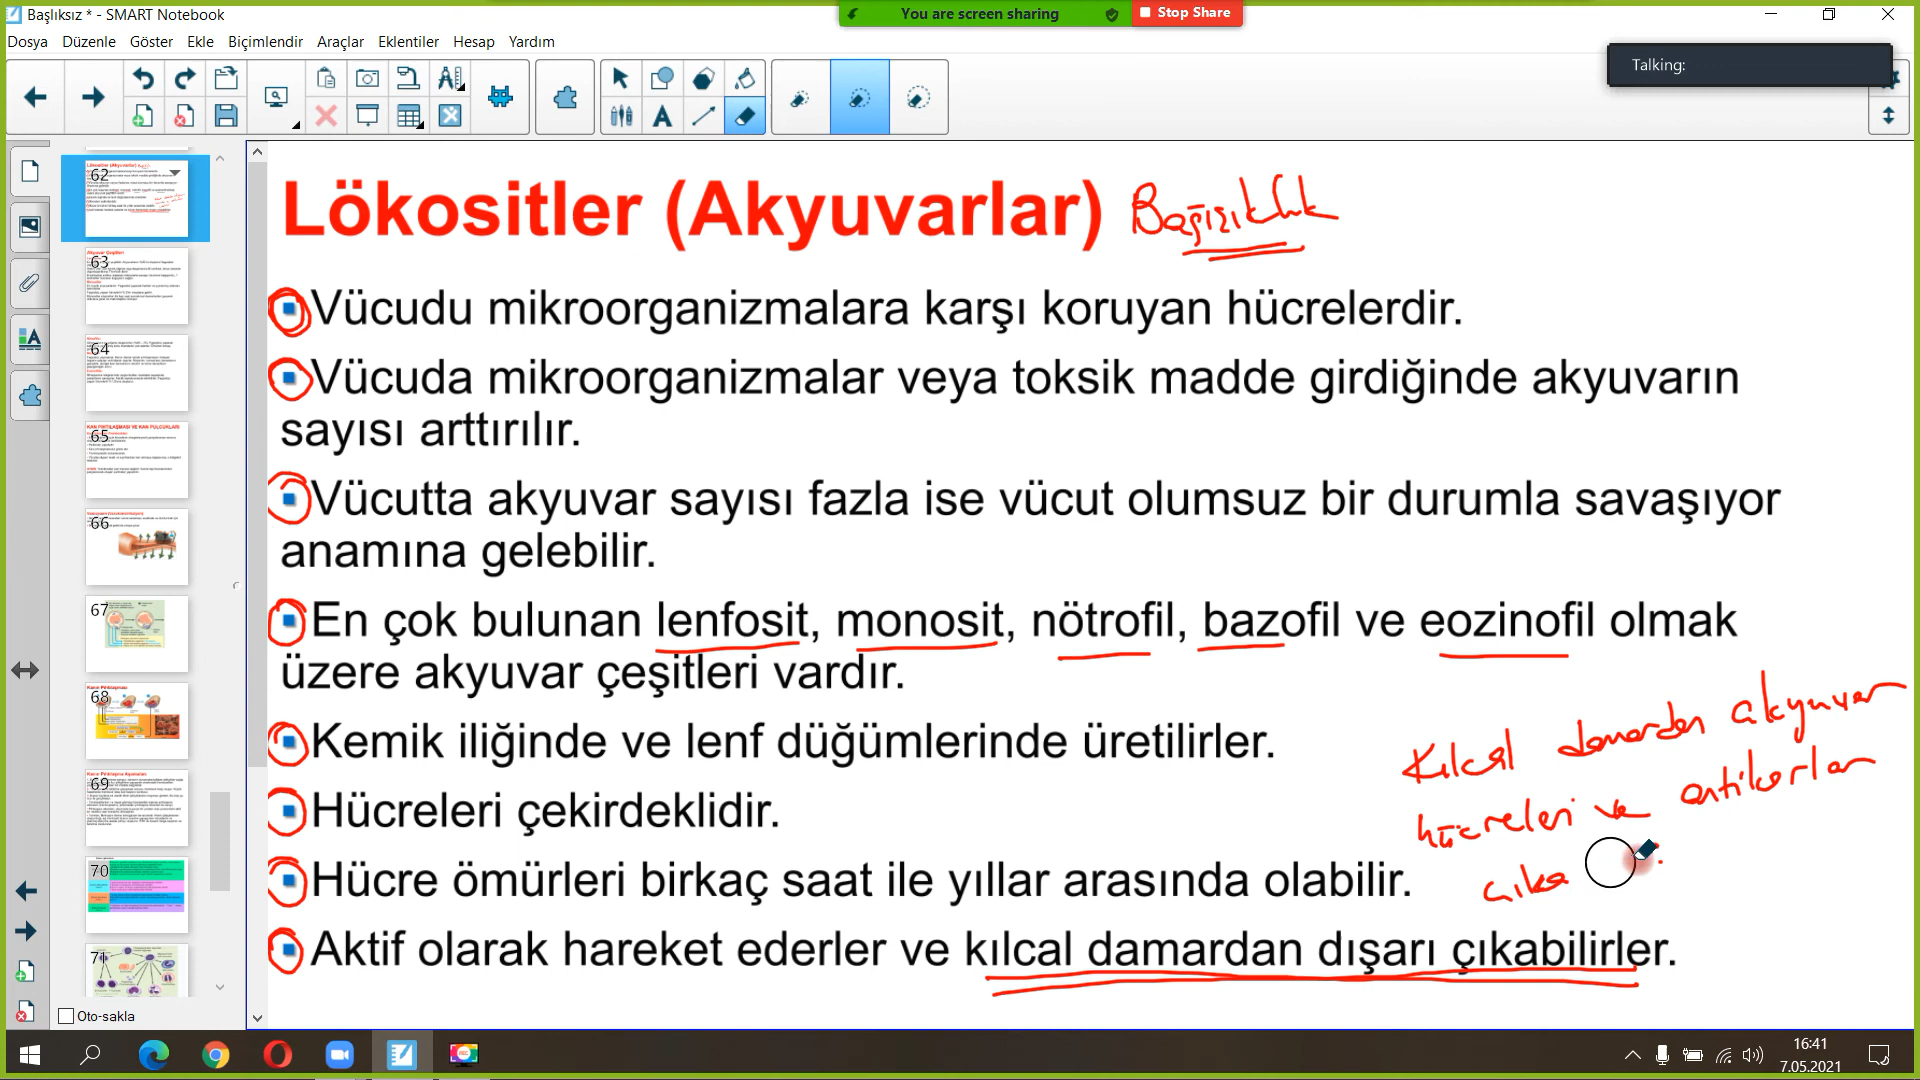 Başlıksız * - SMART Notebook
You are screen sharing
Stop Share
Dosya Düzenle Göster Ekle Biçimlendir Araçlar Eklentiler Hesap Yardım
Talking:
Lökositler (Akyuvarlar) Bağışıklık
Vücudu mikroorganizmalara karşı koruyan hücrelerdir.
Vücuda mikroorganizmalar veya toksik madde girdiğinde akyuvarın
sayısı arttırılır.
Vücutta akyuvar sayısı fazla ise vücut olumsuz bir durumla savaşıyor
anamına gelebilir.
En çok bulunan lenfosit, monosit, nötrofil, bazofil ve eozinofil olmak
üzere akyuvar çeşitleri vardır.
Kemik iliğinde ve lenf düğümlerinde üretilirler.
Hücreleri çekirdeklidir.
Hücre ömürleri birkaç saat ile yıllar arasında olabilir.
Aktif olarak hareket ederler ve kılcal damardan dışarı çıkabilirler.
Kılcal damardan akyuvar
hücreleri ve antikorlar
çıka
62
63
64
65
66
67
68
69
70
71
Oto-sakla
16:41
7.05.2021